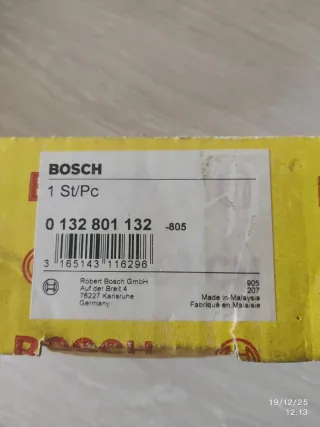 BOSCH
1 St/Pc
0 132 801 132 -805
3 165143 116296
Robert Bosch GmbH
Auf der Breit 4
76227 Karlsruhe
Germany
905
207
Made in Malaysia
Fabriqué en Malaisie
BOSCH
19/12/25
12:13